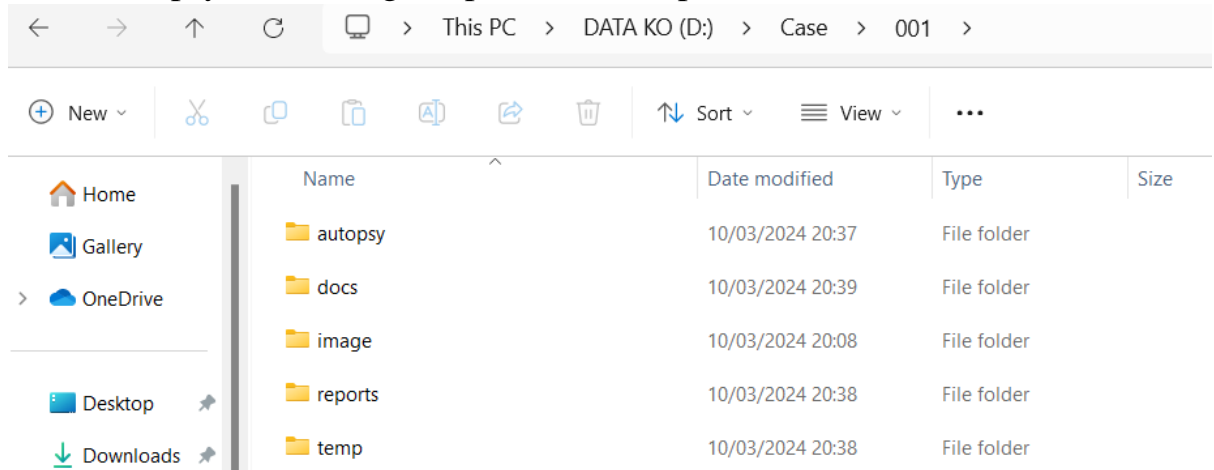 This PC > DATA KO (D:) > Case > 001 >
New Sort View ...
Name Date modified Type Size
Home
Gallery
> OneDrive
Desktop
Downloads
autopsy 10/03/2024 20:37 File folder
docs 10/03/2024 20:39 File folder
image 10/03/2024 20:08 File folder
reports 10/03/2024 20:38 File folder
temp 10/03/2024 20:38 File folder